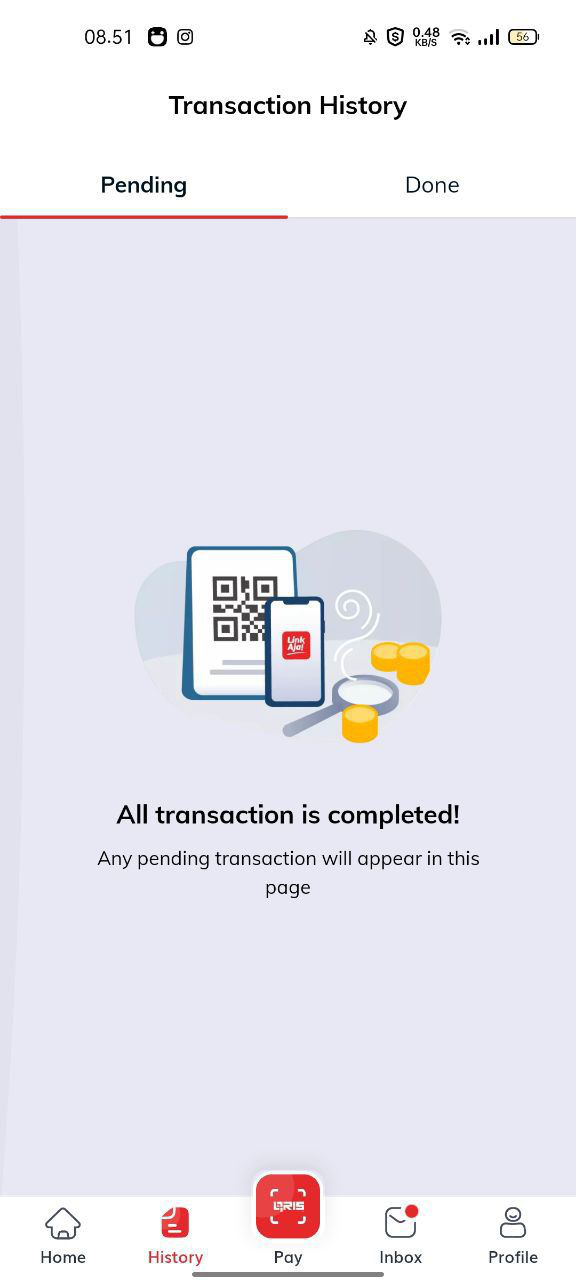 08.51
0.48
KB/S
56
Transaction History
Pending
Done
Link
Aja!
All transaction is completed!
Any pending transaction will appear in this
page
QRIS
Home
History
Pay
Inbox
Profile